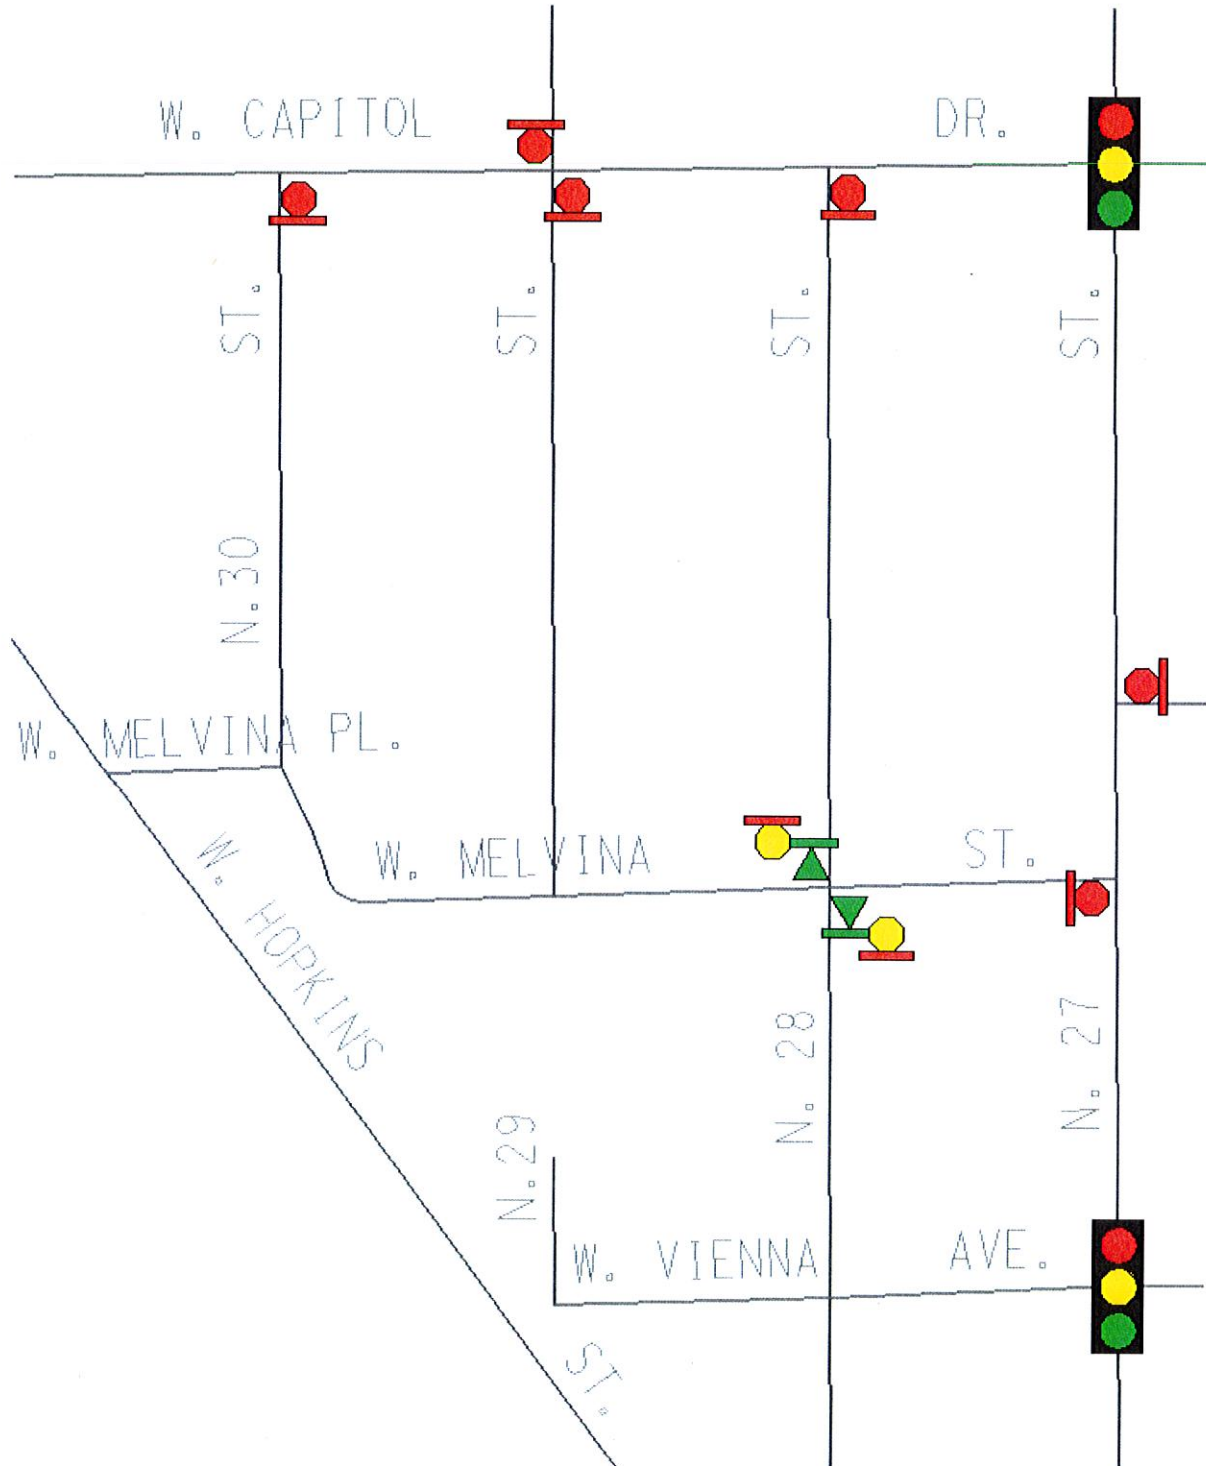 W. CAPITOL DR.
N.30 ST.
N.29 ST.
N. 28 ST.
N. 27 ST.
W. MELVINA PL.
W. MELVINA ST.
W. HOPKINS ST.
W. VIENNA AVE.